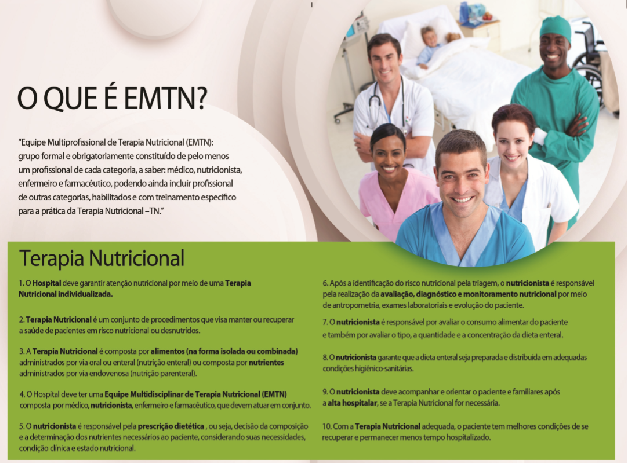 O QUE É EMTN?
"Equipe Multiprofissional de Terapia Nutricional (EMTN):
grupo formal e obrigatoriamente constituído de pelo menos
um profissional de cada categoria, a saber: médico, nutricionista,
enfermeiro e farmacéutico, podendo ainda incluir profissional
de outras categorias, habilitados e com treinamento específico
para a prática da Terapia Nutricional –TN."
Terapia Nutricional
1. O Hospital deve garantir atenção nutricional por meio de uma Terapia
Nutricional individualizada.
2. Terapia Nutricional é um conjunto de procedimentos que visa manter ou recuperar
a saúde de pacientes em risco nutricional ou desnutridos.
3. A Terapia Nutricional é composta por alimentos (na forma isolada ou combinada)
administrados por via oral ou enteral (nutrição enteral) ou composta por nutrientes
administrados por via endovenosa (nutrição parenteral).
4. O Hospital deve ter uma Equipe Multidisciplinar de Terapia Nutricional (EMTN)
composta por médico, nutricionista, enfermeiro e farmacêutico, que devem atuar em conjunto.
5. O nutricionista é responsável pela prescrição dietética , ou seja, decisão da composição
e a determinação dos nutrientes necessários ao paciente, considerando suas necessidades,
condição clínica e estado nutricional.
6. Após a identificação do risco nutricional pela triagem, o nutricionista é responsável
pela realização da avaliação, diagnóstico e monitoramento nutricional por meio
de antropometria, exames laboratoriais e evolução do paciente.
7. O nutricionista é responsável por avaliar o consumo alimentar do paciente
e também por avaliar o tipo, a quantidade e a concentração da dieta enteral.
8. O nutricionista garante que a dieta enteral seja preparada e distribuída em adequadas
condições higiênico-sanitárias.
9. O nutricionista deve acompanhar e orientar o paciente e familiares após
a alta hospitalar, se a Terapia Nutricional for necessária.
10. Com a Terapia Nutricional adequada, o paciente tem melhores condições de se
recuperar e permanecer menos tempo hospitalizado.